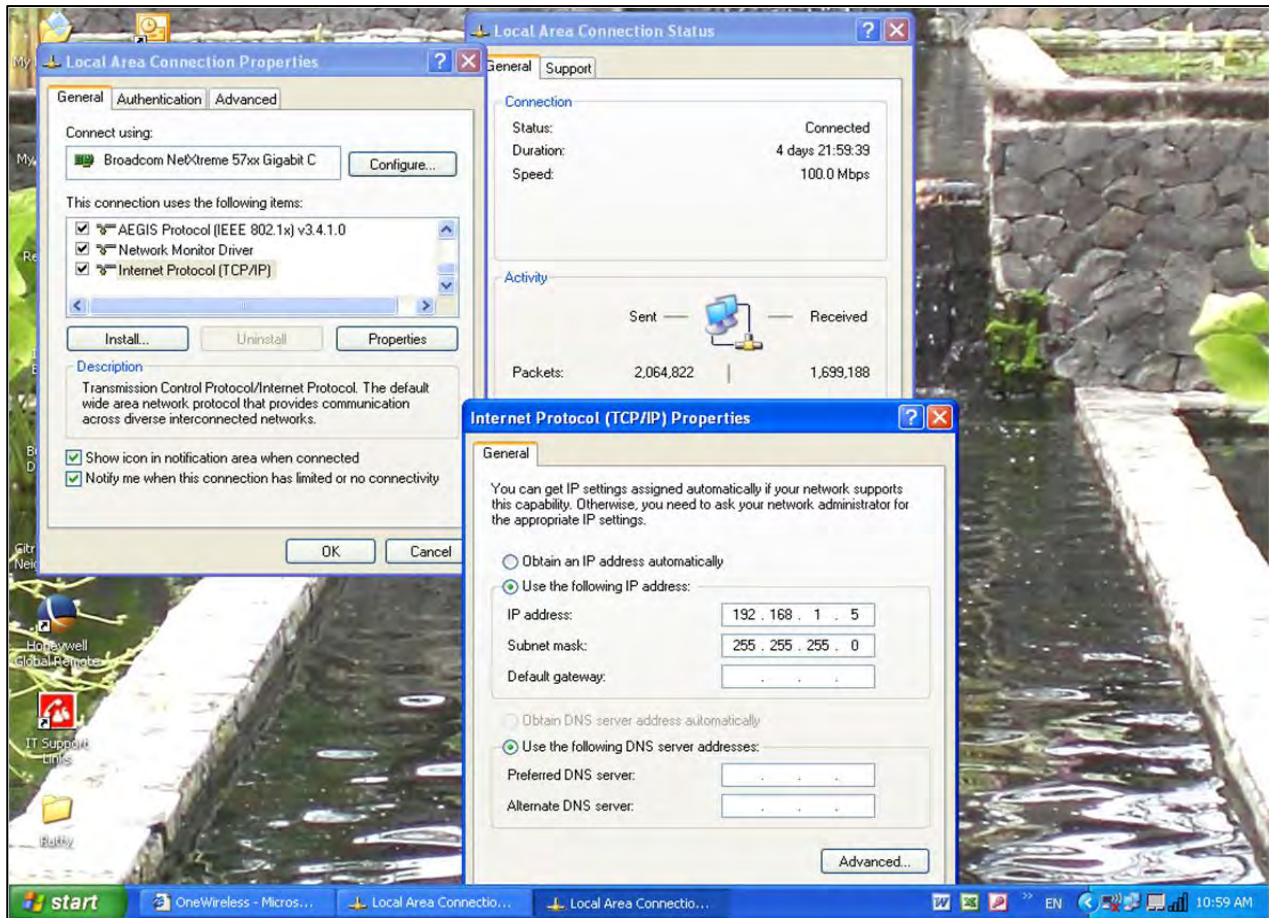 Local Area Connection Status
General Support
Connection
Status: Connected
Duration: 4 days 21:59:39
Speed: 100.0 Mbps
Activity
Sent Received
Packets: 2,064,822 1,699,188
Local Area Connection Properties
General Authentication Advanced
Connect using:
Broadcom NetXtreme 57xx Gigabit C
Configure...
This connection uses the following items:
AEGIS Protocol (IEEE 802.1x) v3.4.1.0
Network Monitor Driver
Internet Protocol (TCP/IP)
Install... Uninstall Properties
Description
Transmission Control Protocol/Internet Protocol. The default
wide area network protocol that provides communication
across diverse interconnected networks.
Show icon in notification area when connected
Notify me when this connection has limited or no connectivity
OK Cancel
Internet Protocol (TCP/IP) Properties
General
You can get IP settings assigned automatically if your network supports
this capability. Otherwise, you need to ask your network administrator for
the appropriate IP settings.
Obtain an IP address automatically
Use the following IP address:
IP address: 192 . 168 . 1 . 5
Subnet mask: 255 . 255 . 255 . 0
Default gateway: . . .
Obtain DNS server address automatically
Use the following DNS server addresses:
Preferred DNS server: . . .
Alternate DNS server: . . .
Advanced...
My
My
Honeywell
Global Remote
IT Support
Links
Putty
start
OneWireless - Micros...
Local Area Connectio...
Local Area Connectio...
EN
10:59 AM